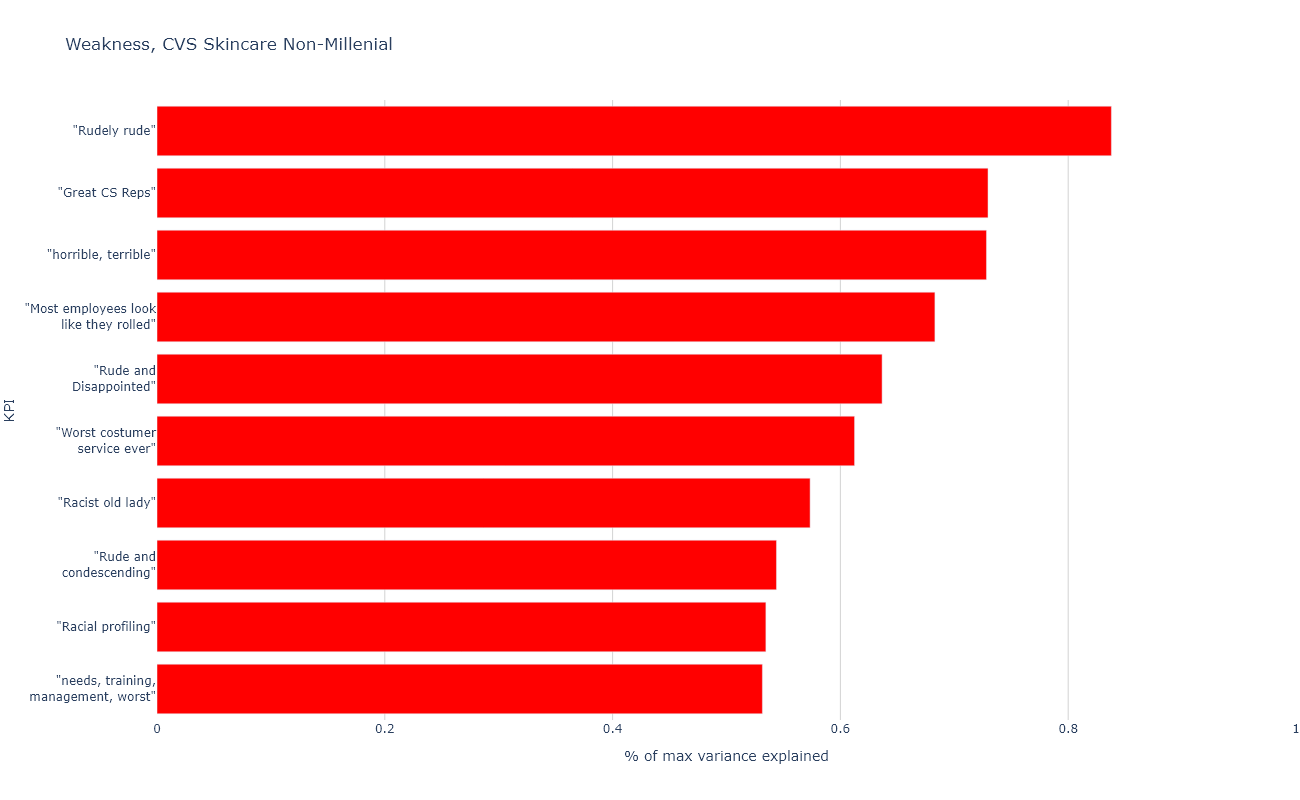 Weakness, CVS Skincare Non-Millenial
"Rudely rude"
"Great CS Reps"
"horrible, terrible"
"Most employees look
like they rolled"
"Rude and
Disappointed"
"Worst costumer
service ever"
"Racist old lady"
"Rude and
condescending"
"Racial profiling"
"needs, training,
management, worst"
KPI
0 0.2 0.4 0.6 0.8 1
% of max variance explained